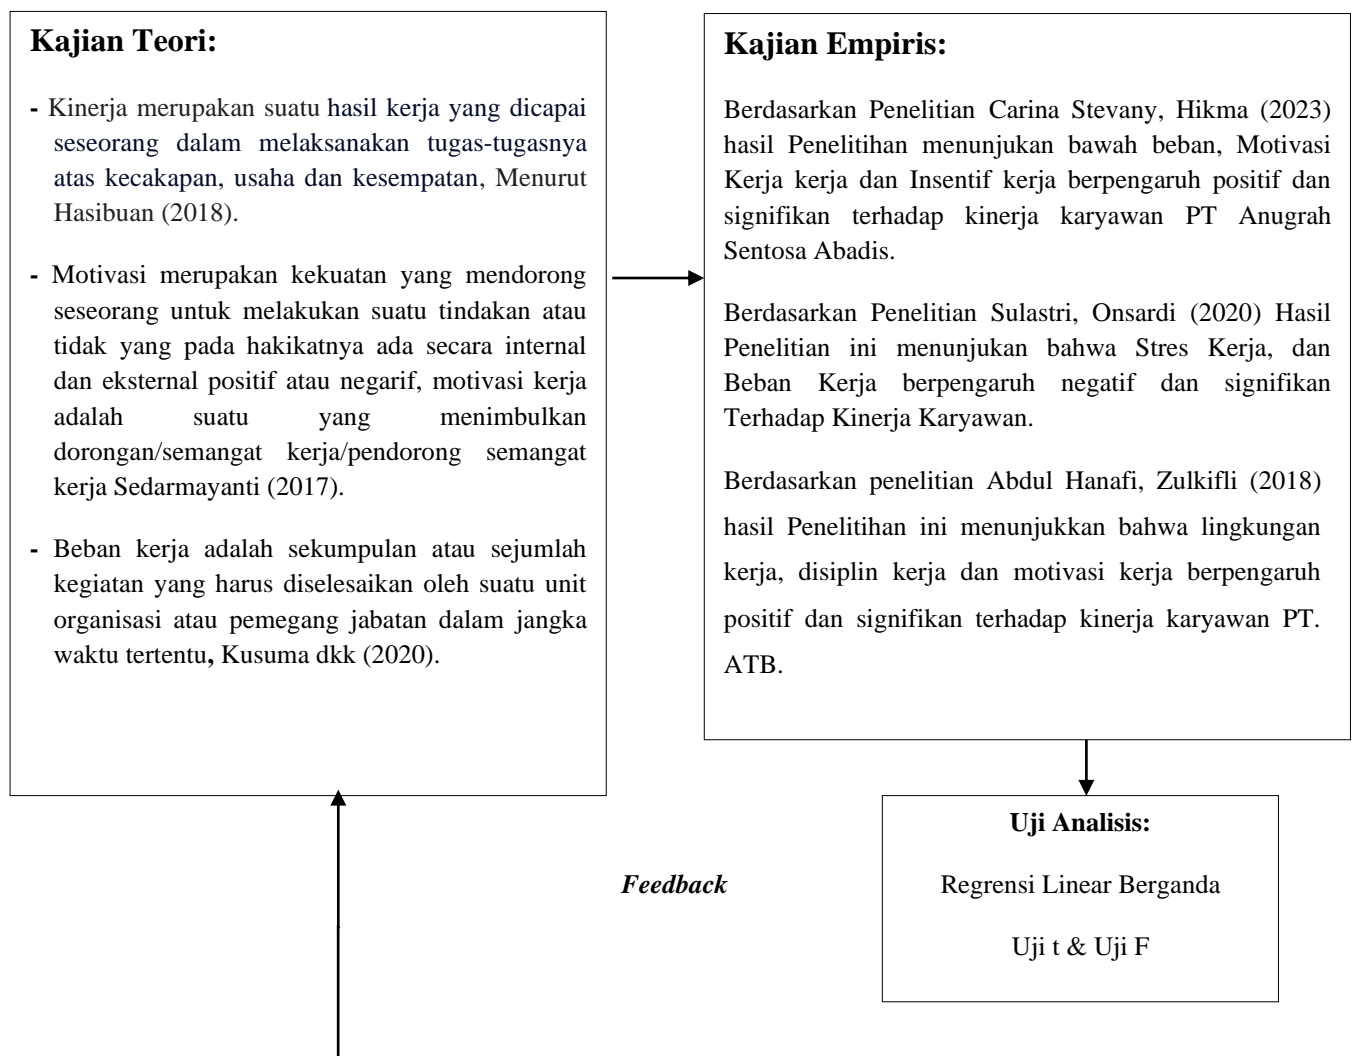 Kajian Teori:
- Kinerja merupakan suatu hasil kerja yang dicapai
seseorang dalam melaksanakan tugas-tugasnya
atas kecakapan, usaha dan kesempatan, Menurut
Hasibuan (2018).
- Motivasi merupakan kekuatan yang mendorong
seseorang untuk melakukan suatu tindakan atau
tidak yang pada hakikatnya ada secara internal
dan eksternal positif atau negarif, motivasi kerja
adalah suatu yang menimbulkan
dorongan/semangat kerja/pendorong semangat
kerja Sedarmayanti (2017).
- Beban kerja adalah sekumpulan atau sejumlah
kegiatan yang harus diselesaikan oleh suatu unit
organisasi atau pemegang jabatan dalam jangka
waktu tertentu, Kusuma dkk (2020).
Kajian Empiris:
Berdasarkan Penelitian Carina Stevany, Hikma (2023)
hasil Penelitihan menunjukan bawah beban, Motivasi
Kerja kerja dan Insentif kerja berpengaruh positif dan
signifikan terhadap kinerja karyawan PT Anugrah
Sentosa Abadis.
Berdasarkan Penelitian Sulastri, Onsardi (2020) Hasil
Penelitian ini menunjukan bahwa Stres Kerja, dan
Beban Kerja berpengaruh negatif dan signifikan
Terhadap Kinerja Karyawan.
Berdasarkan penelitian Abdul Hanafi, Zulkifli (2018)
hasil Penelitihan ini menunjukkan bahwa lingkungan
kerja, disiplin kerja dan motivasi kerja berpengaruh
positif dan signifikan terhadap kinerja karyawan PT.
ATB.
Feedback
Uji Analisis:
Regrensi Linear Berganda
Uji t & Uji F